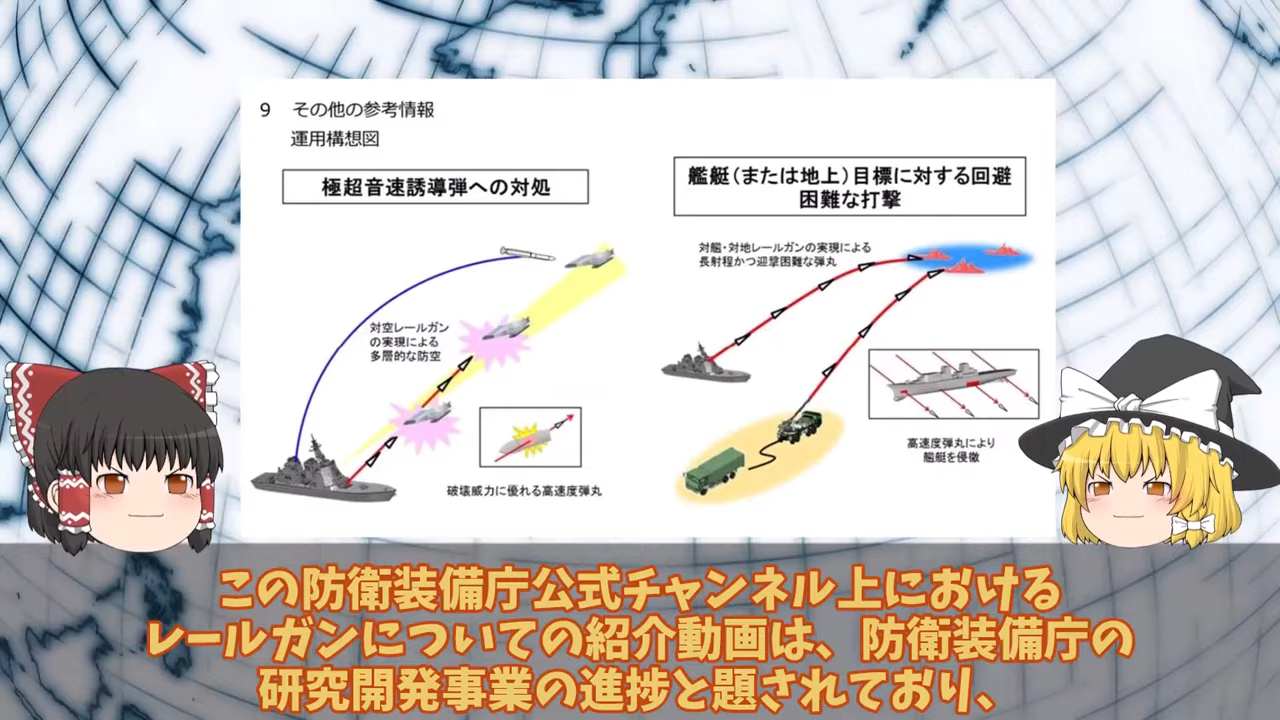 9 その他の参考情報
運用構想図
極超音速誘導弾への対処
対空レールガン
の実現による
多層的な防空
破壊威力に優れる高速度弾丸
艦艇(または地上)目標に対する回避
困難な打撃
対艦・対地レールガンの実現による
長射程かつ迎撃困難な弾丸
高速度弾丸により
艦艇を侵徹
この防衛装備庁公式チャンネル上における
レールガンについての紹介動画は、防衛装備庁の
研究開発事業の進捗と題されており、